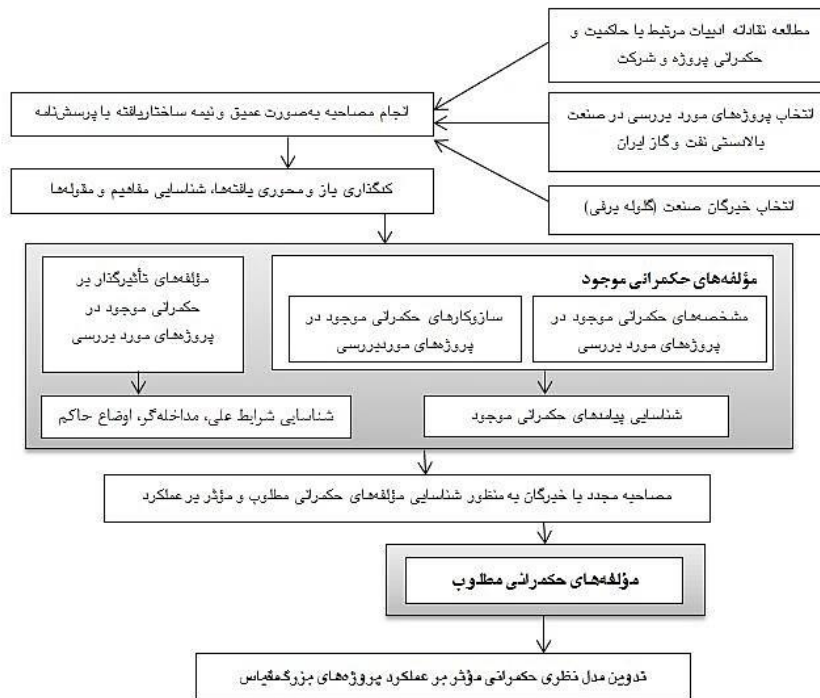 مطالعه نقادانه ادبیات مرتبط با حاکمیت و
حکمرانی پروژه و شرکت
انجام مصاحبه به‌صورت عمیق و نیمه ساختاریافته با پرسش‌نامه
انتخاب پروژه‌های مورد بررسی در صنعت
بالادستی نفت و گاز ایران
کدگذاری باز و محوری یافته‌ها، شناسایی مفاهیم و مقوله‌ها
انتخاب خبرگان صنعت (گلوله برفی)
مؤلفه‌های حکمرانی موجود
مشخصه‌های حکمرانی موجود در
پروژه‌های مورد بررسی
سازوکارهای حکمرانی موجود در
پروژه‌های موردبررسی
مؤلفه‌های تأثیرگذار بر
حکمرانی موجود در
پروژه‌های مورد بررسی
شناسایی پیامدهای حکمرانی موجود
شناسایی شرایط علی، مداخله‌گر، اوضاع حاکم
مصاحبه مجدد با خبرگان به منظور شناسایی مؤلفه‌های حکمرانی مطلوب و مؤثر بر عملکرد
مؤلفه‌های حکمرانی مطلوب
تدوین مدل نظری حکمرانی مؤثر بر عملکرد پروژه‌های بزرگ‌مقیاس